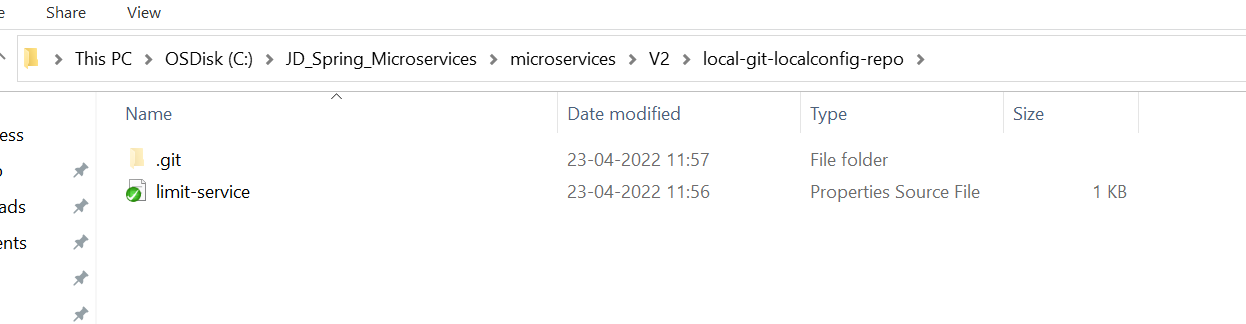 e Share View
This PC OSDisk (C:) JD_Spring_Microservices microservices V2 local-git-localconfig-repo
Name Date modified Type Size
ess
.git 23-04-2022 11:57 File folder
limit-service 23-04-2022 11:56 Properties Source File 1 KB
ads
ents